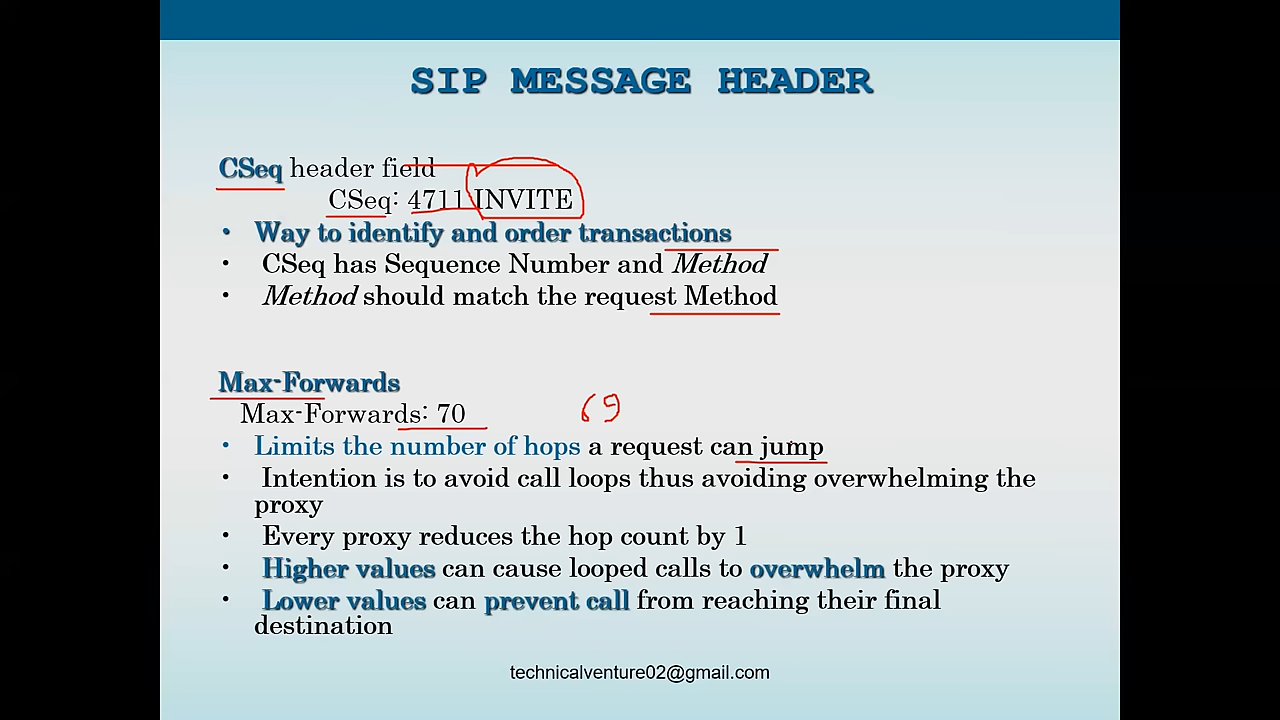 SIP MESSAGE HEADER
CSeq header field
CSeq: 4711 INVITE
• Way to identify and order transactions
• CSeq has Sequence Number and Method
• Method should match the request Method
Max-Forwards
Max-Forwards: 70 69
• Limits the number of hops a request can jump
• Intention is to avoid call loops thus avoiding overwhelming the
proxy
• Every proxy reduces the hop count by 1
• Higher values can cause looped calls to overwhelm the proxy
• Lower values can prevent call from reaching their final
destination
technicalventure02@gmail.com